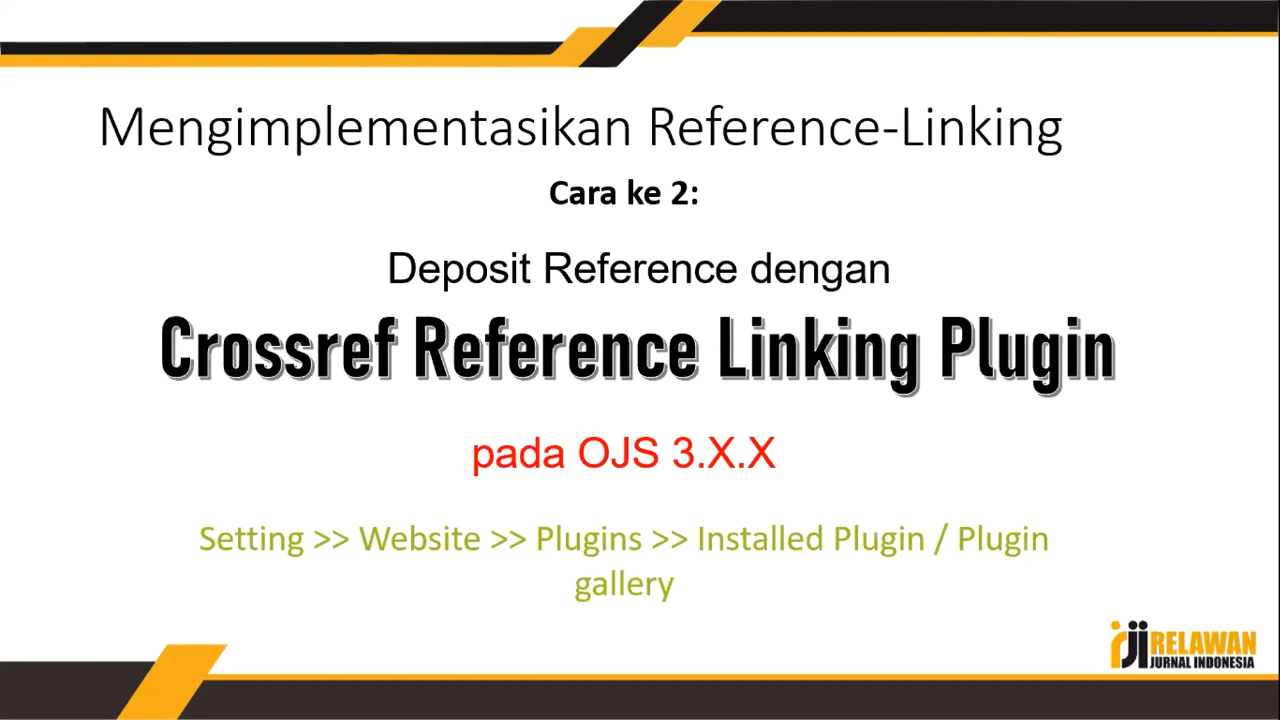 Mengimplementasikan Reference-Linking
Cara ke 2:
Deposit Reference dengan
Crossref Reference Linking Plugin
pada OJS 3.X.X
Setting >> Website >> Plugins >> Installed Plugin / Plugin
gallery
rji RELAWAN
JURNAL INDONESIA